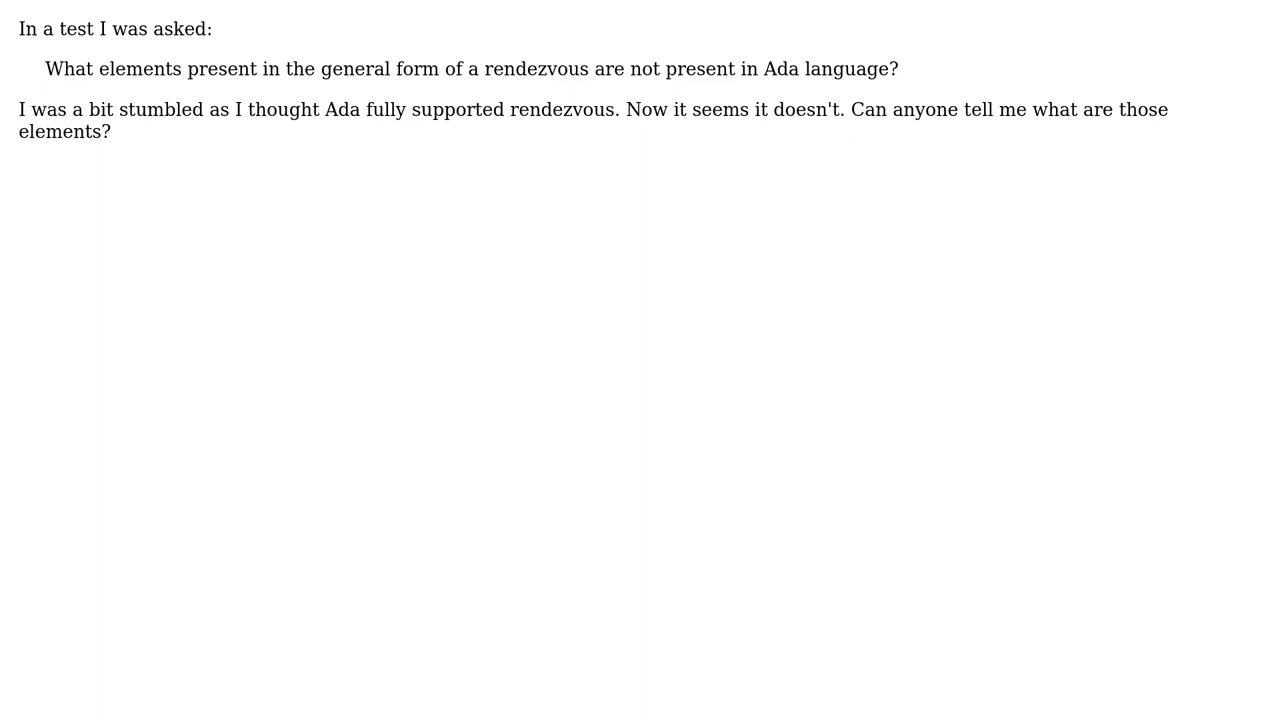 In a test I was asked:
What elements present in the general form of a rendezvous are not present in Ada language?
I was a bit stumbled as I thought Ada fully supported rendezvous. Now it seems it doesn't. Can anyone tell me what are those
elements?